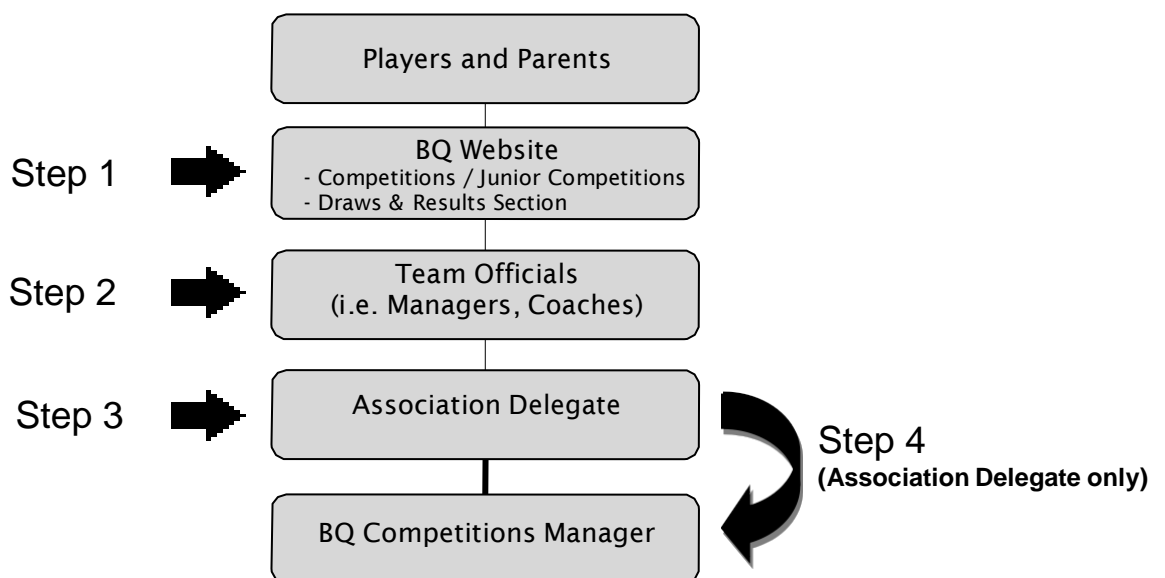 Players and Parents
Step 1
BQ Website
- Competitions / Junior Competitions
- Draws & Results Section
Step 2
Team Officials
(i.e. Managers, Coaches)
Step 3
Association Delegate
Step 4
(Association Delegate only)
BQ Competitions Manager